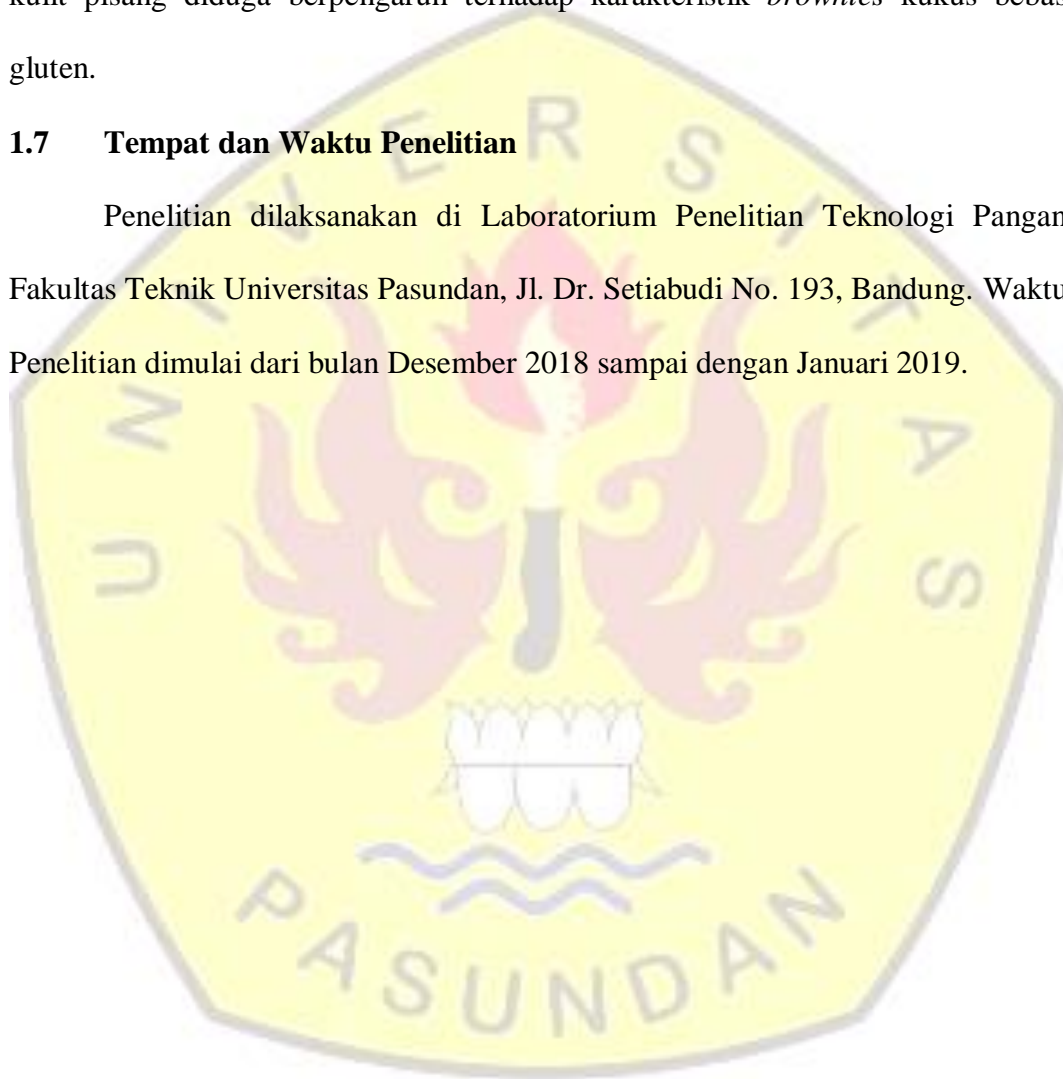 kulit pisang diduga berpengaruh terhadap karakteristik brownies kukus bebas
gluten.
1.7 Tempat dan Waktu Penelitian
Penelitian dilaksanakan di Laboratorium Penelitian Teknologi Pangan
Fakultas Teknik Universitas Pasundan, Jl. Dr. Setiabudi No. 193, Bandung. Waktu
Penelitian dimulai dari bulan Desember 2018 sampai dengan Januari 2019.
UNIVERSITAS
PASUNDAN